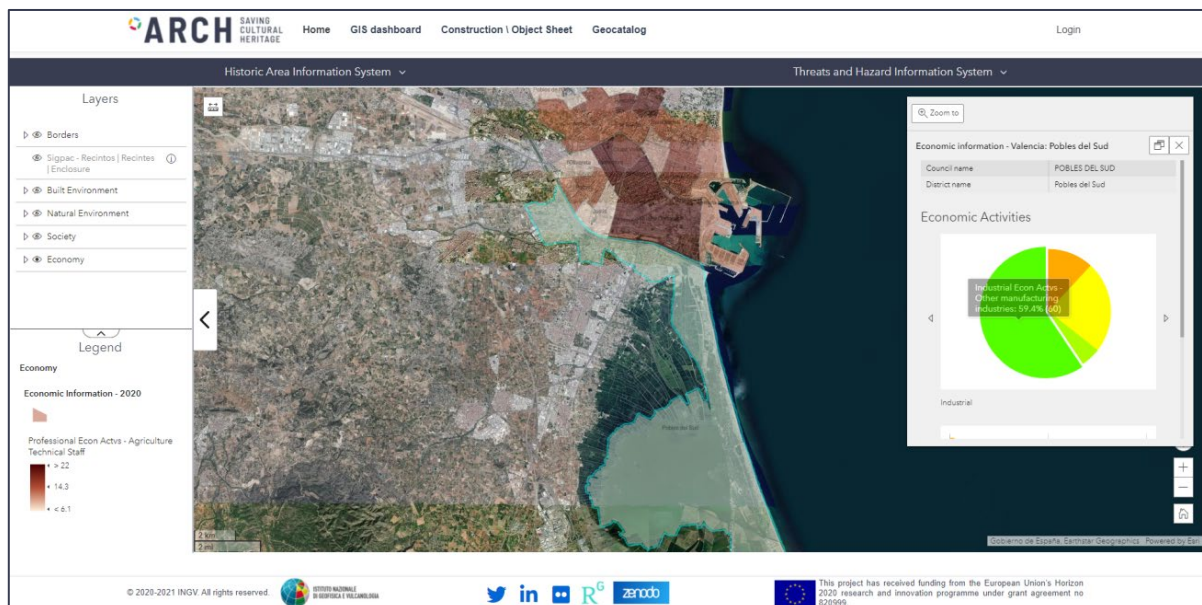 ARCH SAVING
CULTURAL
HERITAGE
Home GIS dashboard Construction \ Object Sheet Geocatalog Login
Historic Area Information System Threats and Hazard Information System
Layers
Borders
Sigpac - Recintos | Recintes
| Enclosure
Built Environment
Natural Environment
Society
Economy
Legend
Economy
Economic Information - 2020
Professional Econ Actvs - Agriculture
Technical Staff
> 22
14.3
< 6.1
Pobles del Sud
2 km
2 mi
Zoom to
Economic information - Valencia: Pobles del Sud
Council name POBLES DEL SUD
District name Pobles del Sud
Economic Activities
Industrial Econ Actvs -
Other manufacturing
industries: 59.4% (60)
Industrial
Gobierno de España, Earthstar Geographics Powered by Esri
© 2020-2021 INGV. All rights reserved.
ISTITUTO NAZIONALE
DI GEOFISICA E VULCANOLOGIA
in
RG
zenodo
This project has received funding from the European Union's Horizon
2020 research and innovation programme under grant agreement no
820999.